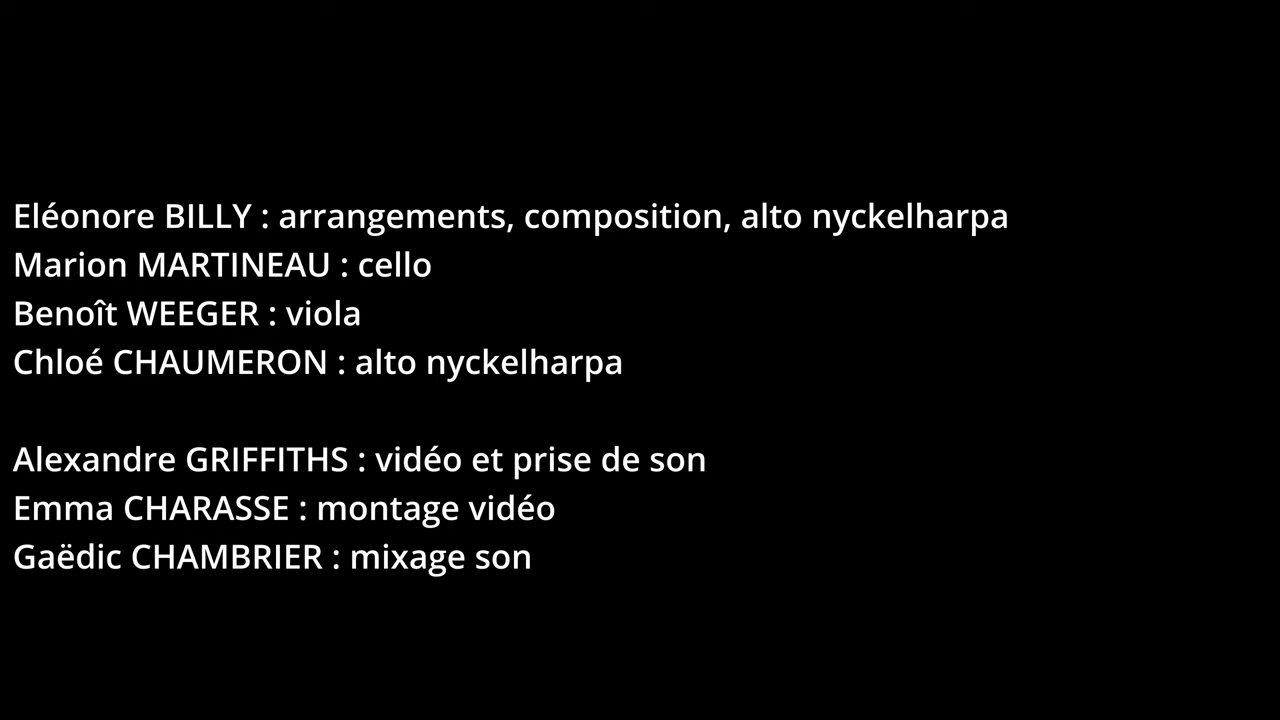 Eléonore BILLY : arrangements, composition, alto nyckelharpa
Marion MARTINEAU : cello
Benoît WEEGER : viola
Chloé CHAUMERON : alto nyckelharpa
Alexandre GRIFFITHS : vidéo et prise de son
Emma CHARASSE : montage vidéo
Gaëdic CHAMBRIER : mixage son